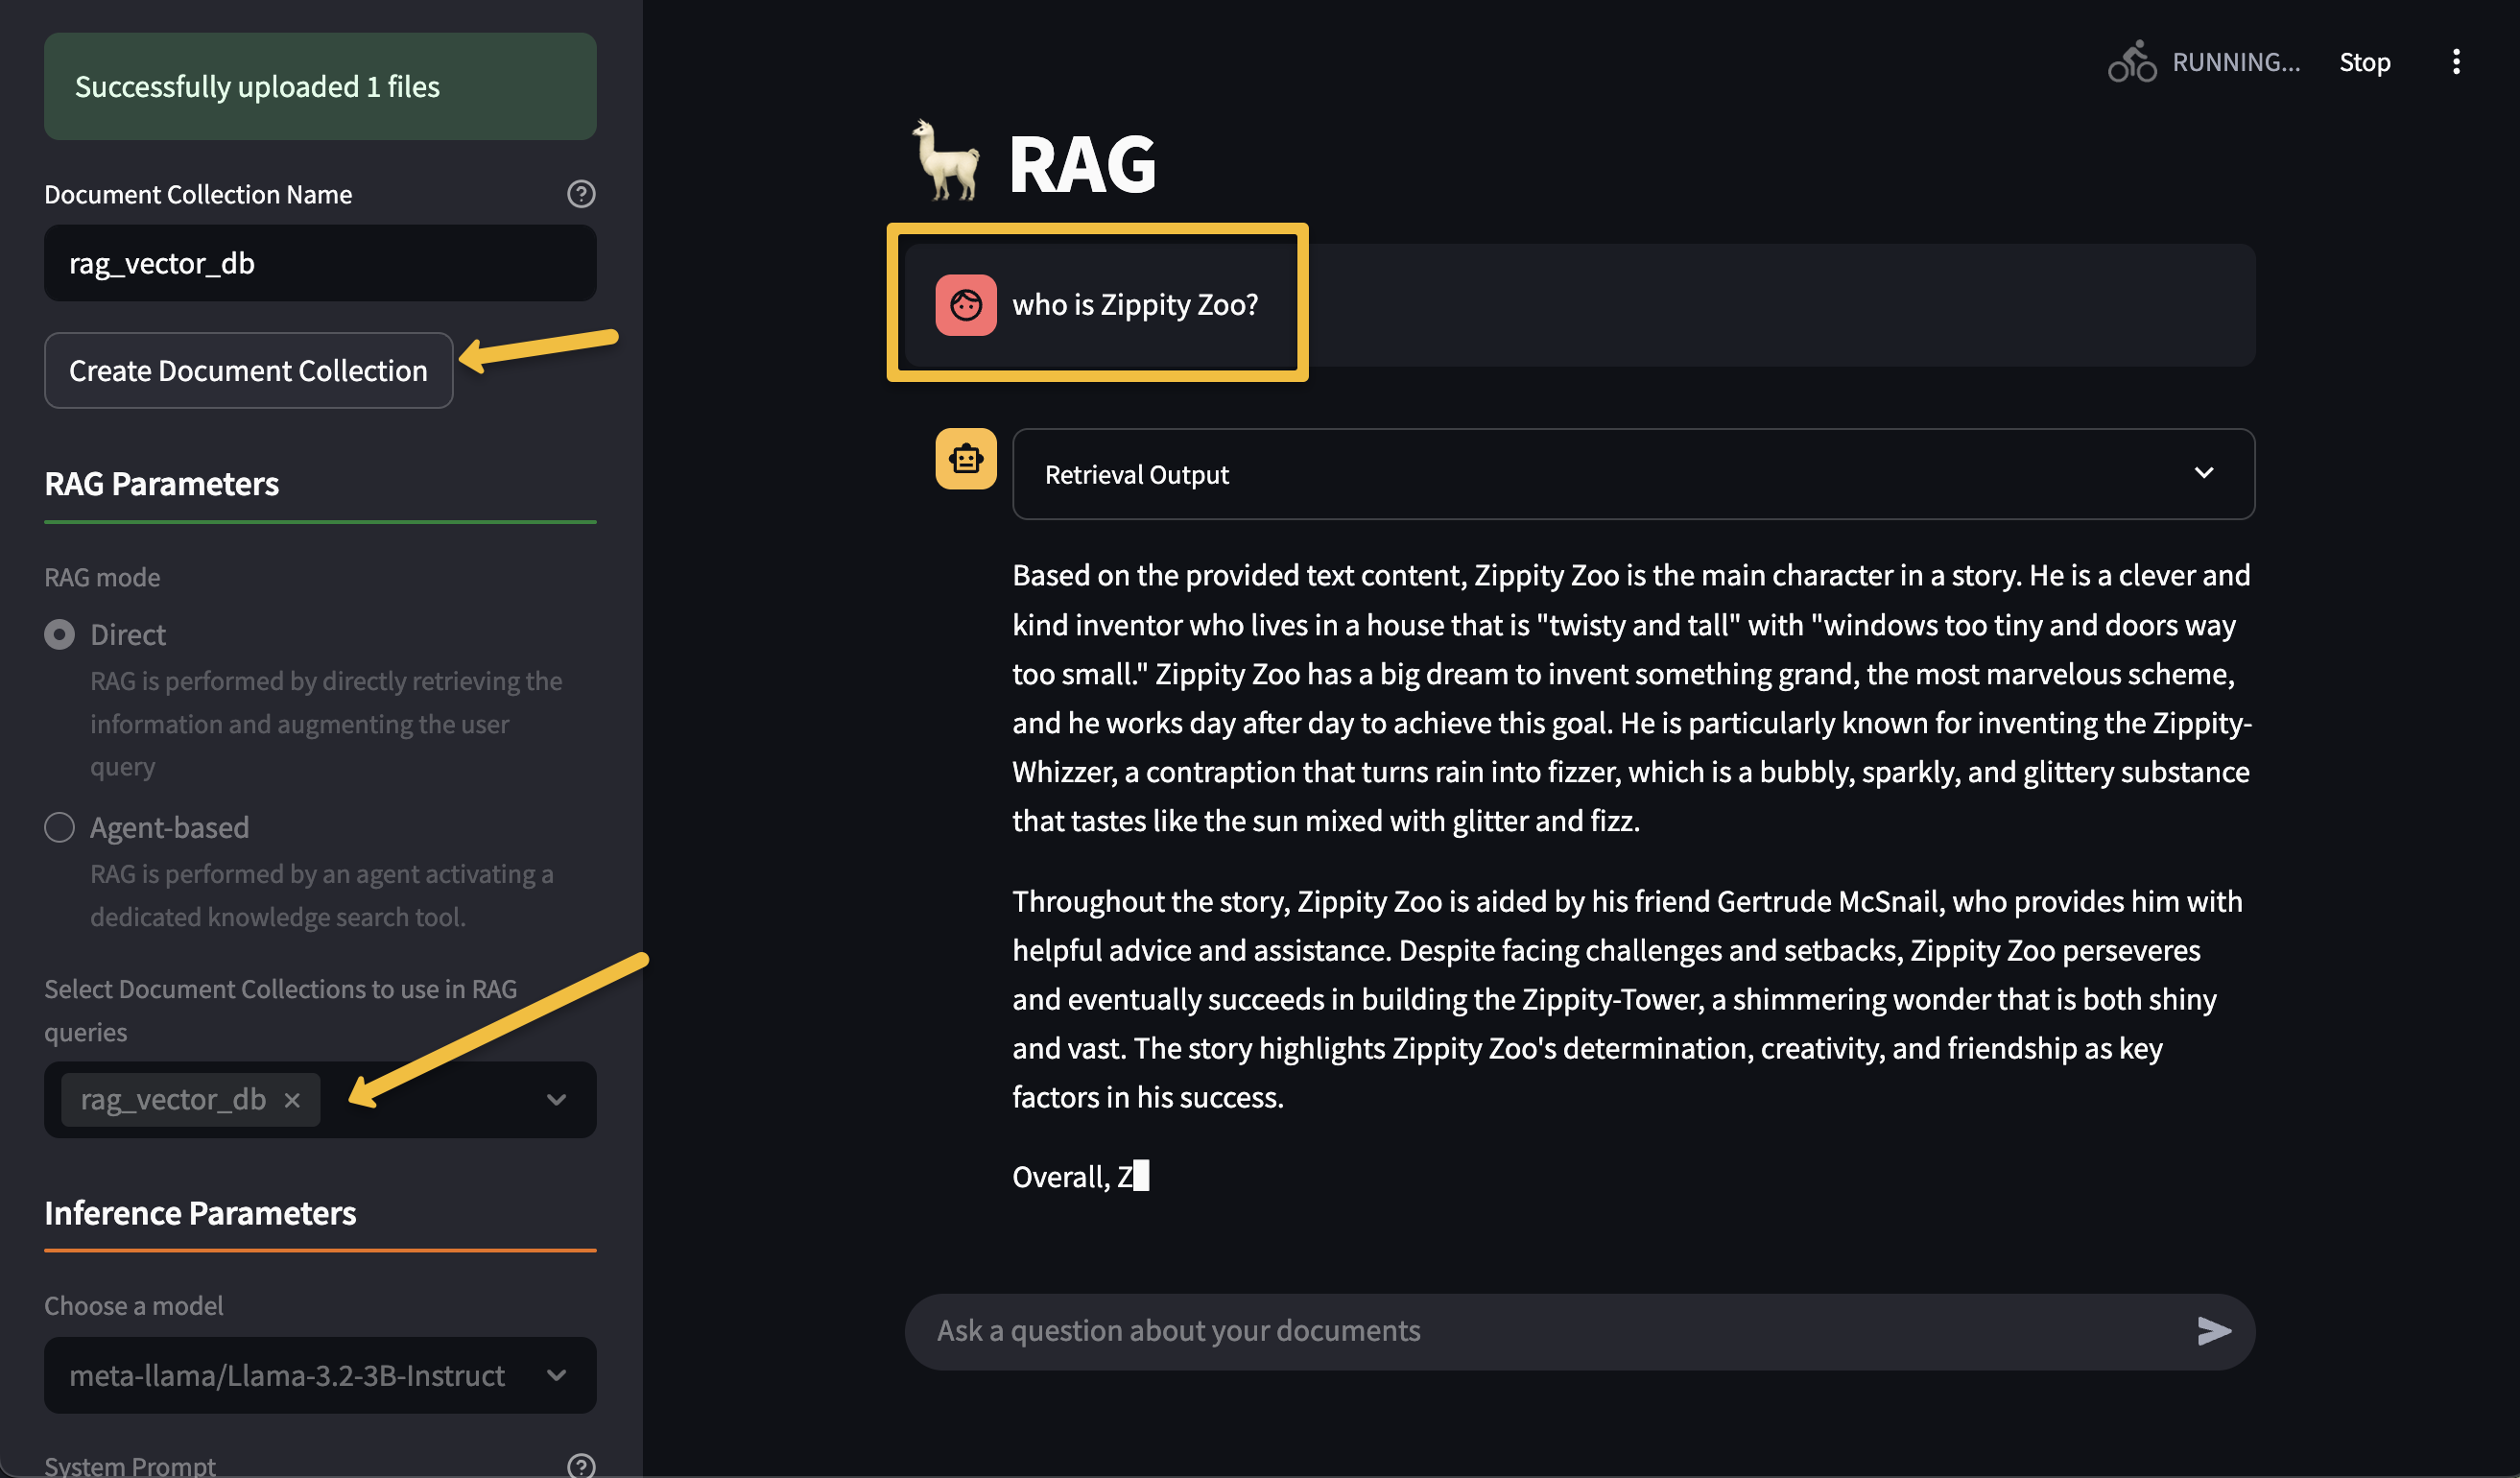 Successfully uploaded 1 files
Document Collection Name
rag_vector_db
Create Document Collection
RAG Parameters
RAG mode
Direct
RAG is performed by directly retrieving the
information and augmenting the user
query
Agent-based
RAG is performed by an agent activating a
dedicated knowledge search tool.
Select Document Collections to use in RAG
queries
rag_vector_db
Inference Parameters
Choose a model
meta-llama/Llama-3.2-3B-Instruct
System Prompt
RUNNING...
Stop
RAG
who is Zippity Zoo?
Retrieval Output
Based on the provided text content, Zippity Zoo is the main character in a story. He is a clever and
kind inventor who lives in a house that is "twisty and tall" with "windows too tiny and doors way
too small." Zippity Zoo has a big dream to invent something grand, the most marvelous scheme,
and he works day after day to achieve this goal. He is particularly known for inventing the Zippity-
Whizzer, a contraption that turns rain into fizzer, which is a bubbly, sparkly, and glittery substance
that tastes like the sun mixed with glitter and fizz.
Throughout the story, Zippity Zoo is aided by his friend Gertrude McSnail, who provides him with
helpful advice and assistance. Despite facing challenges and setbacks, Zippity Zoo perseveres
and eventually succeeds in building the Zippity-Tower, a shimmering wonder that is both shiny
and vast. The story highlights Zippity Zoo's determination, creativity, and friendship as key
factors in his success.
Overall, Z
Ask a question about your documents